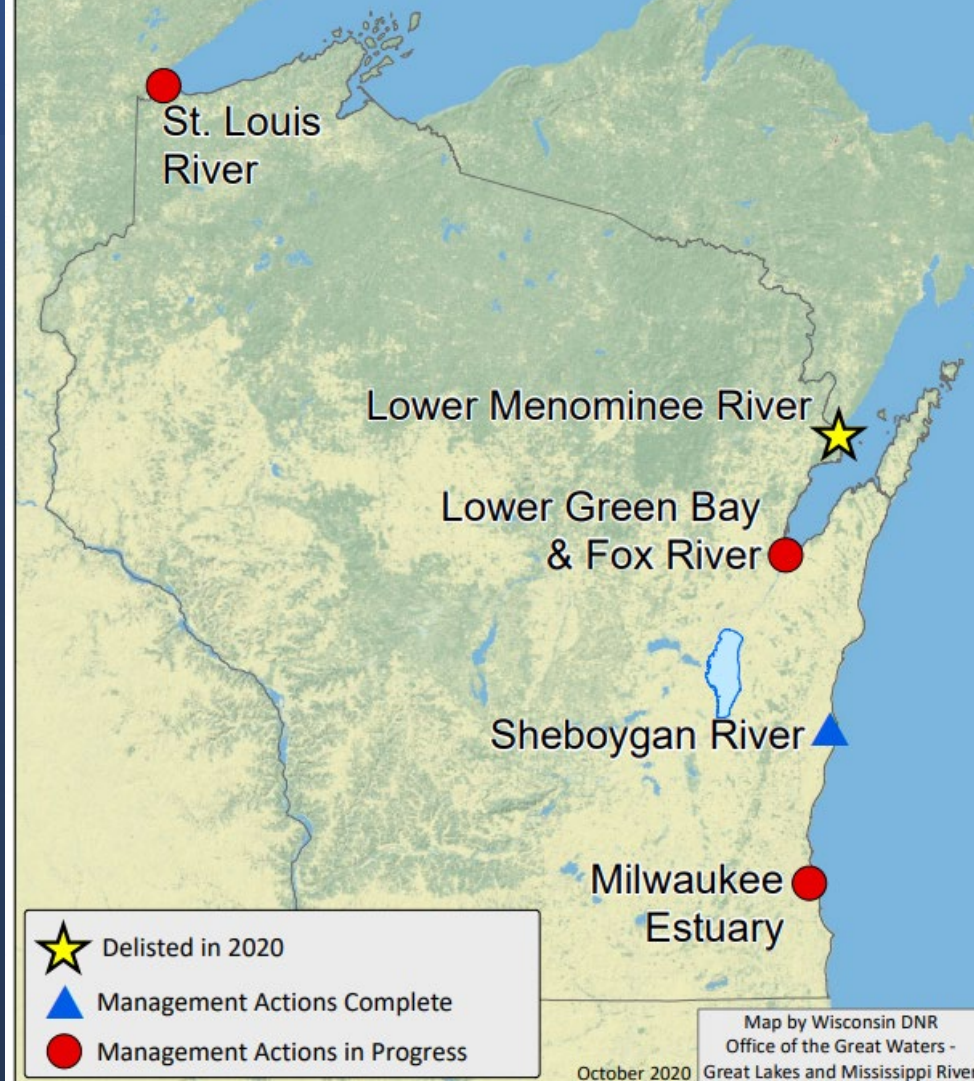 St. Louis
River
Lower Menominee River
Lower Green Bay
& Fox River
Sheboygan River
Milwaukee
Estuary
Delisted in 2020
Management Actions Complete
Management Actions in Progress
October 2020
Map by Wisconsin DNR
Office of the Great Waters -
Great Lakes and Mississippi River